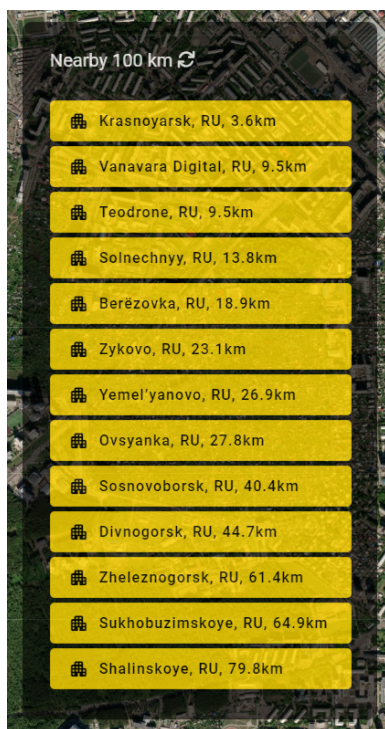 Nearby 100 km
Krasnoyarsk, RU, 3.6km
Vanavara Digital, RU, 9.5km
Teodrone, RU, 9.5km
Solnechnyy, RU, 13.8km
Berëzovka, RU, 18.9km
Zykovo, RU, 23.1km
Yemel’yanovo, RU, 26.9km
Ovsyanka, RU, 27.8km
Sosnovoborsk, RU, 40.4km
Divnogorsk, RU, 44.7km
Zheleznogorsk, RU, 61.4km
Sukhobuzimskoye, RU, 64.9km
Shalinskoye, RU, 79.8km